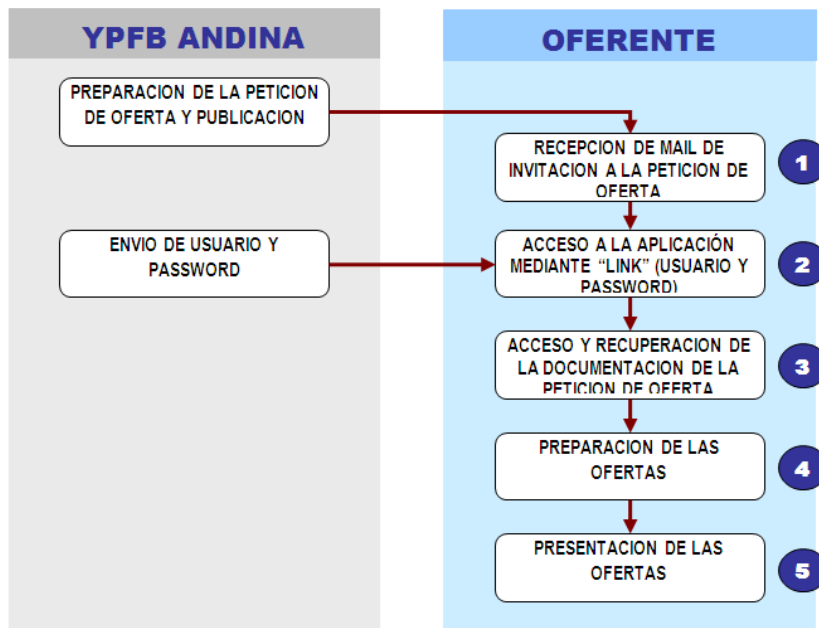 YPFB ANDINA
OFERENTE
PREPARACION DE LA PETICION
DE OFERTA Y PUBLICACION
RECEPCION DE MAIL DE
INVITACION A LA PETICION DE
OFERTA
1
ENVIO DE USUARIO Y
PASSWORD
ACCESO A LA APLICACIÓN
MEDIANTE “LINK” (USUARIO Y
PASSWORD)
2
ACCESO Y RECUPERACION DE
LA DOCUMENTACION DE LA
PETICION DE OFERTA
3
PREPARACION DE LAS
OFERTAS
4
PRESENTACION DE LAS
OFERTAS
5